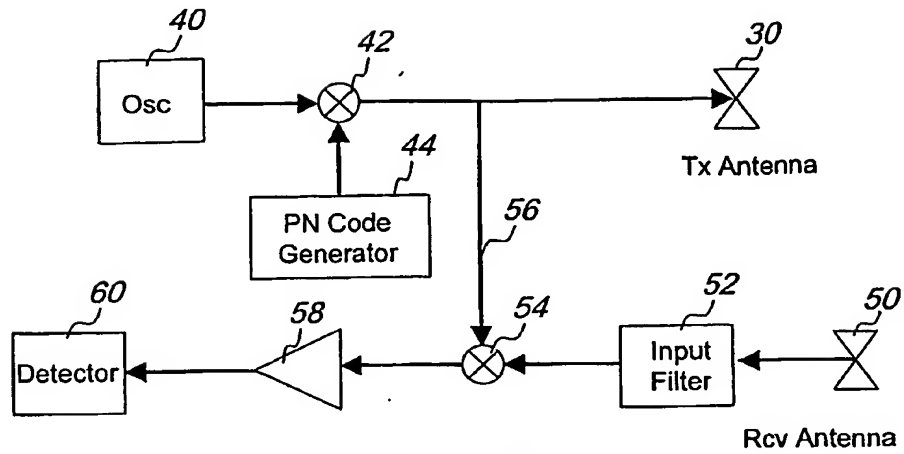 40
Osc
42
30
Tx Antenna
44
PN Code
Generator
56
60
Detector
58
54
52
Input
Filter
50
Rcv Antenna